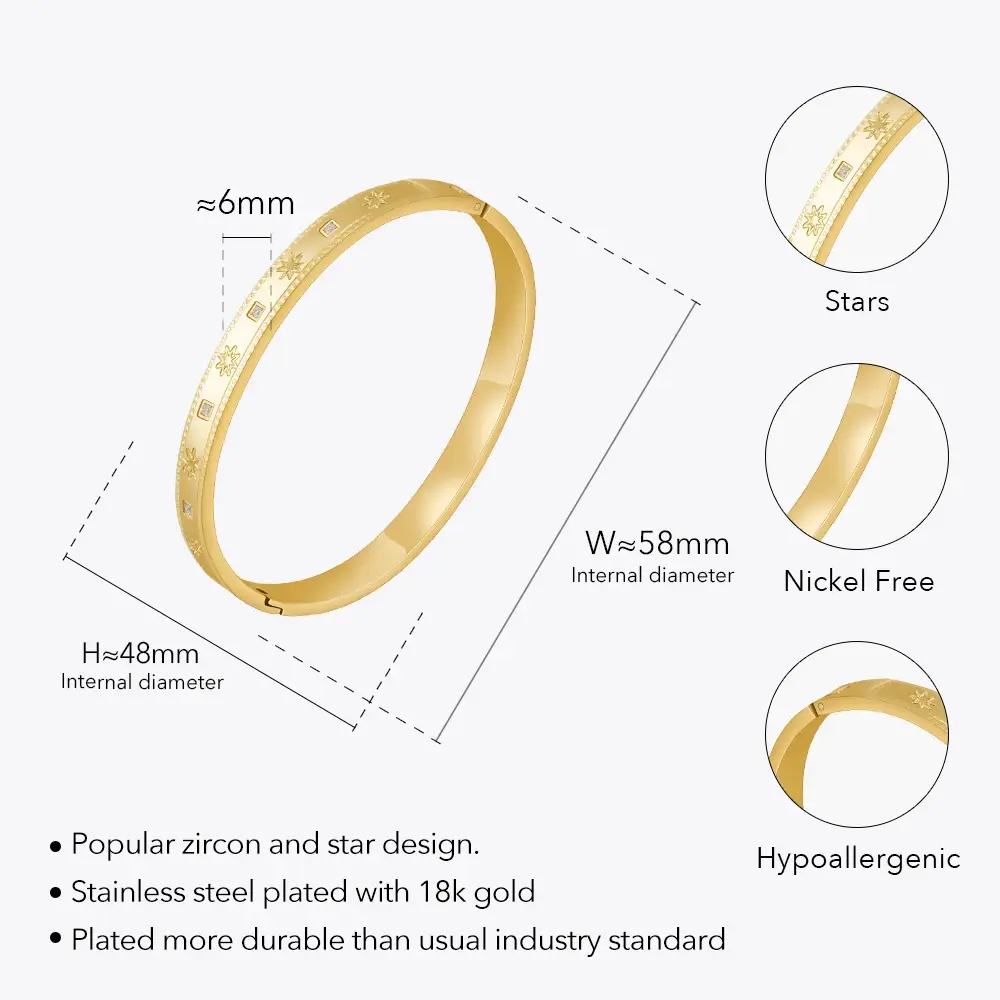 ≈6mm
Stars
W≈58mm
Internal diameter
Nickel Free
H≈48mm
Internal diameter
Hypoallergenic
• Popular zircon and star design.
• Stainless steel plated with 18k gold
• Plated more durable than usual industry standard